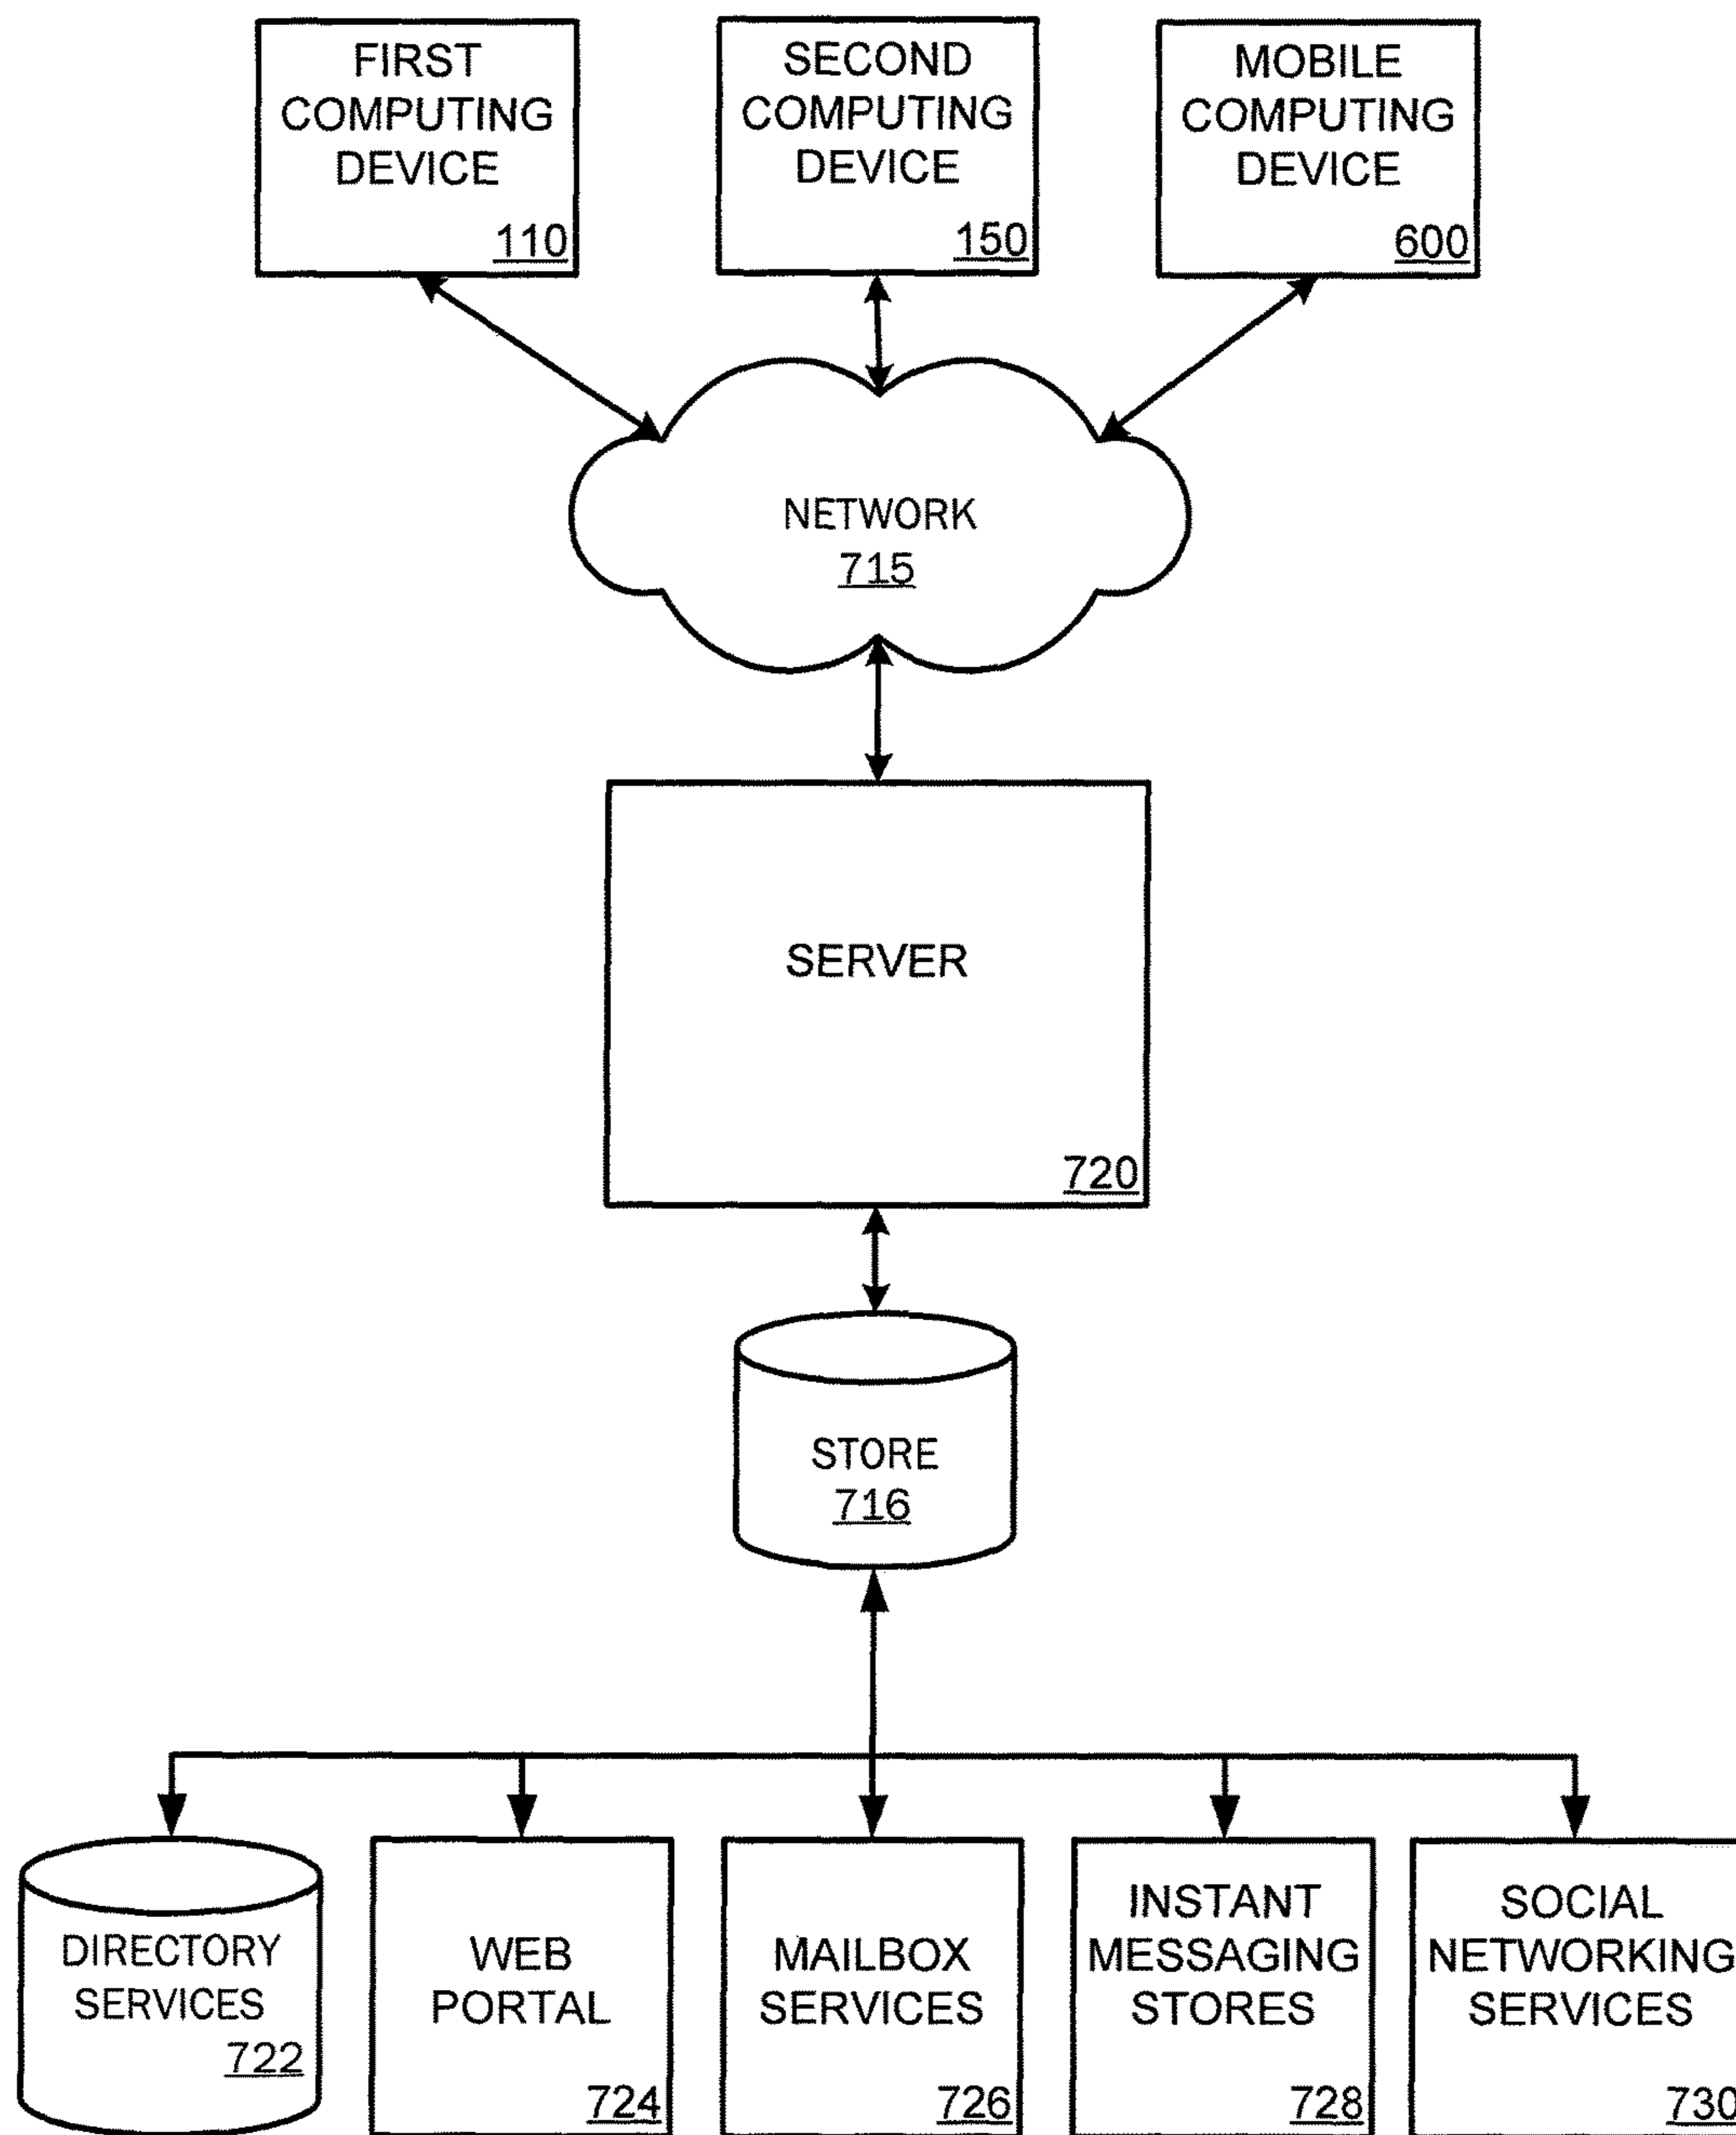 FIRST
COMPUTING
DEVICE
110
SECOND
COMPUTING
DEVICE
150
MOBILE
COMPUTING
DEVICE
600
NETWORK
715
SERVER
720
STORE
716
DIRECTORY
SERVICES
722
WEB
PORTAL
724
MAILBOX
SERVICES
726
INSTANT
MESSAGING
STORES
728
SOCIAL
NETWORKING
SERVICES
730